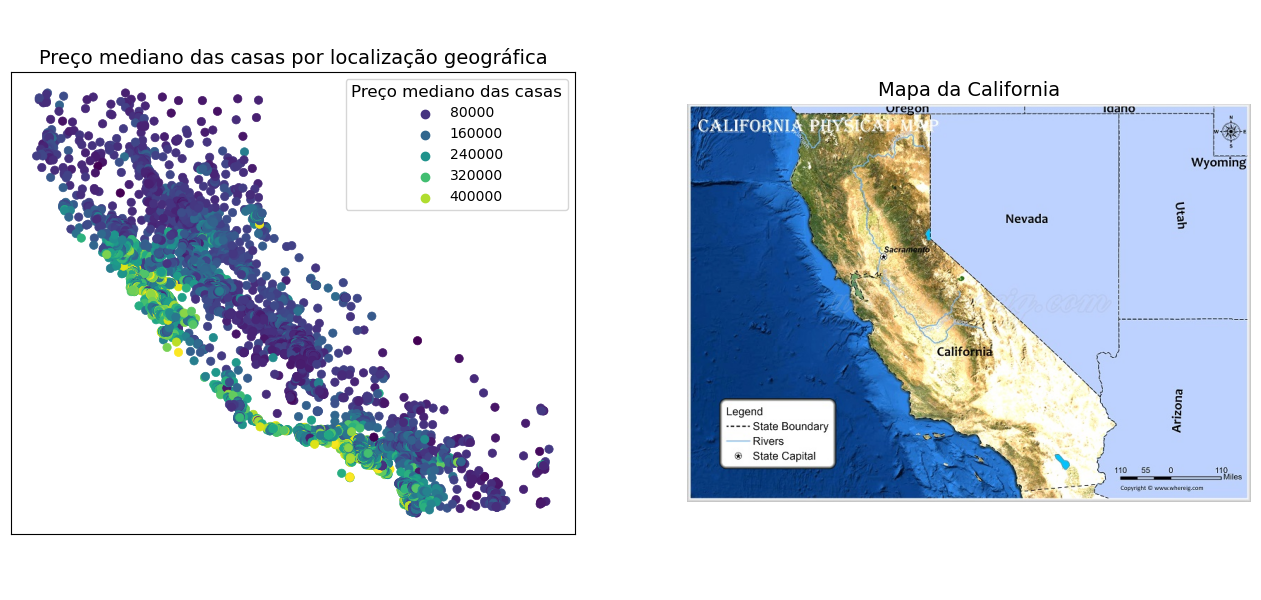 Preço mediano das casas por localização geográfica
Preço mediano das casas
80000
160000
240000
320000
400000
Mapa da California
Oregon
Idaho
CALIFORNIA PHYSICAL MAP
N
W
E
S
Wyoming
Nevada
Utah
Sacramento
California
Arizona
Legend
State Boundary
Rivers
State Capital
110 55 0 110
Miles
Copyright © www.whereig.com